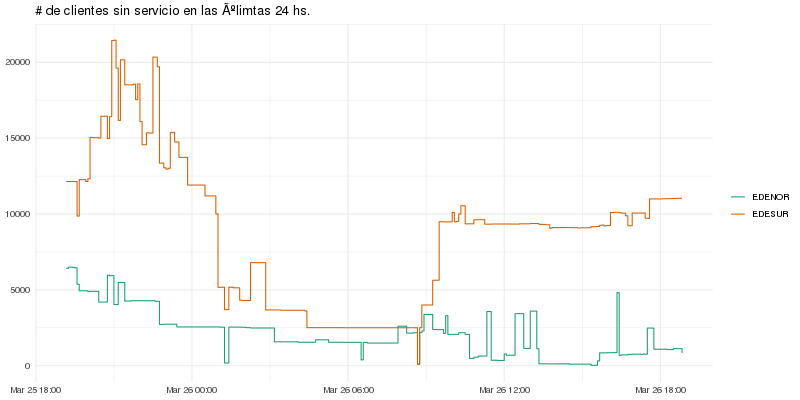 # de clientes sin servicio en las Ãºlimtas 24 hs.
20000
15000
10000
5000
0
Mar 25 18:00
Mar 26 00:00
Mar 26 06:00
Mar 26 12:00
Mar 26 18:00
EDENOR
EDESUR